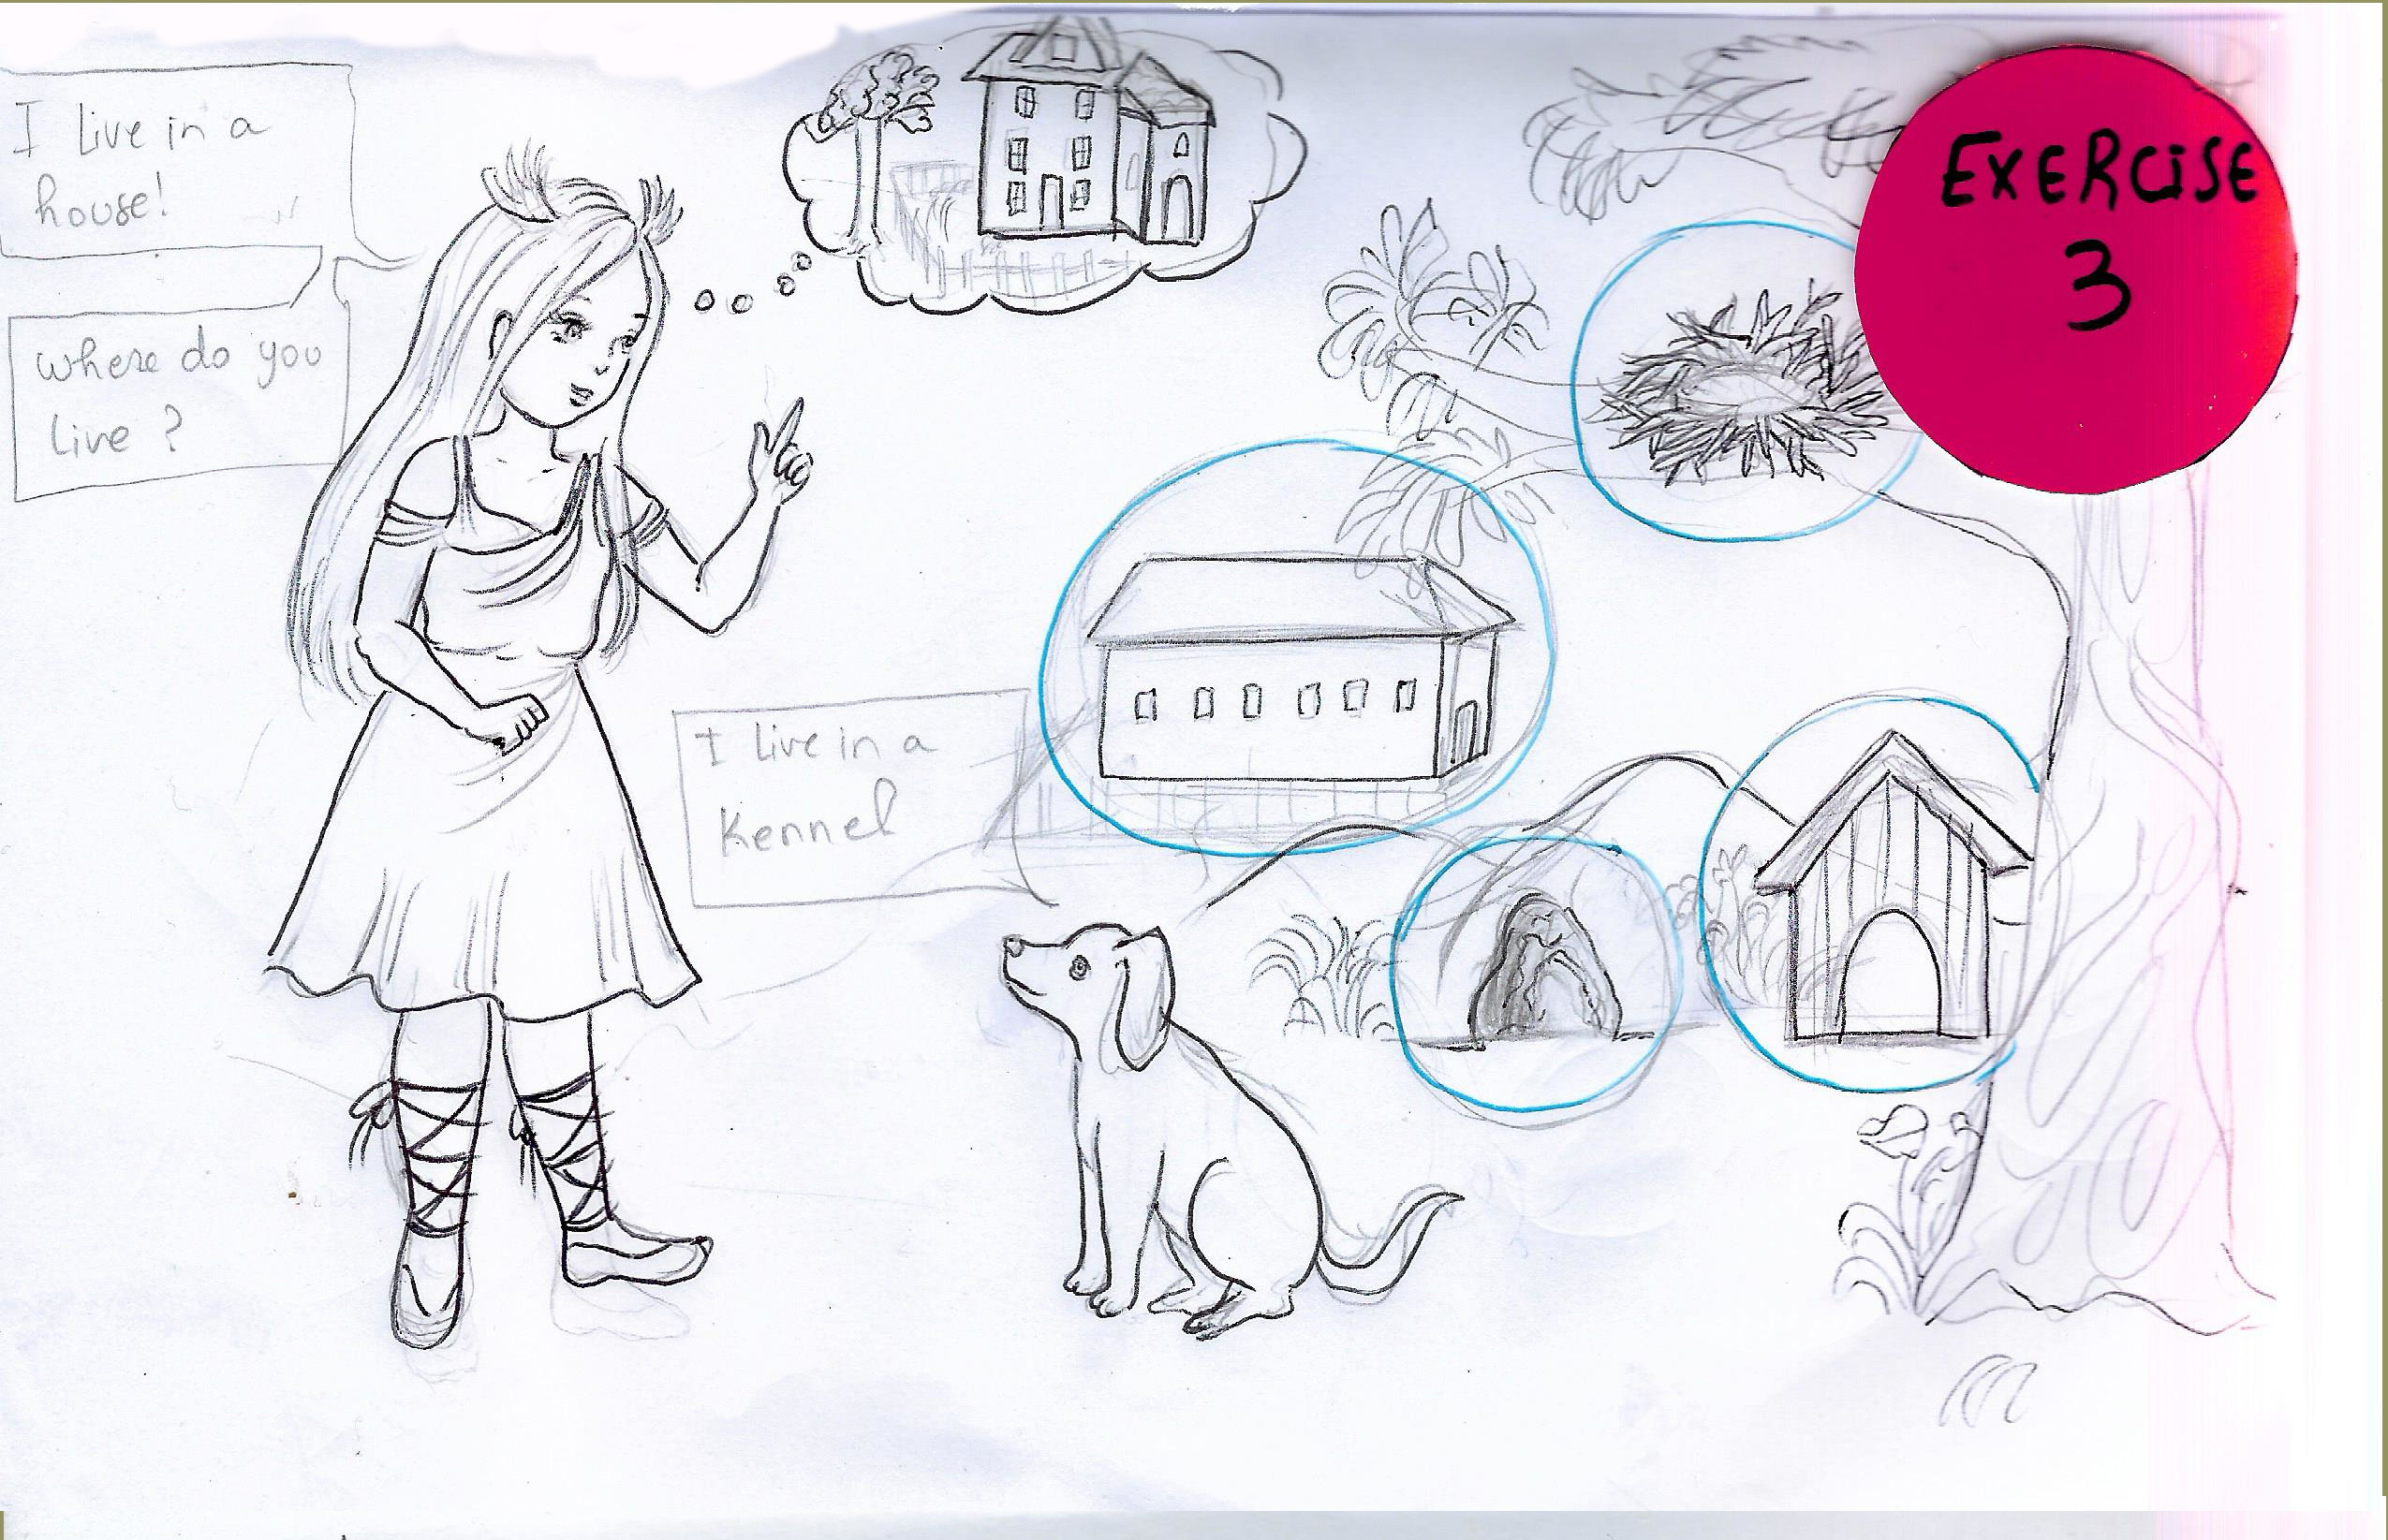 I live in a
house!
where do you
live ?
I live in a
Kennel
EXERCISE
3